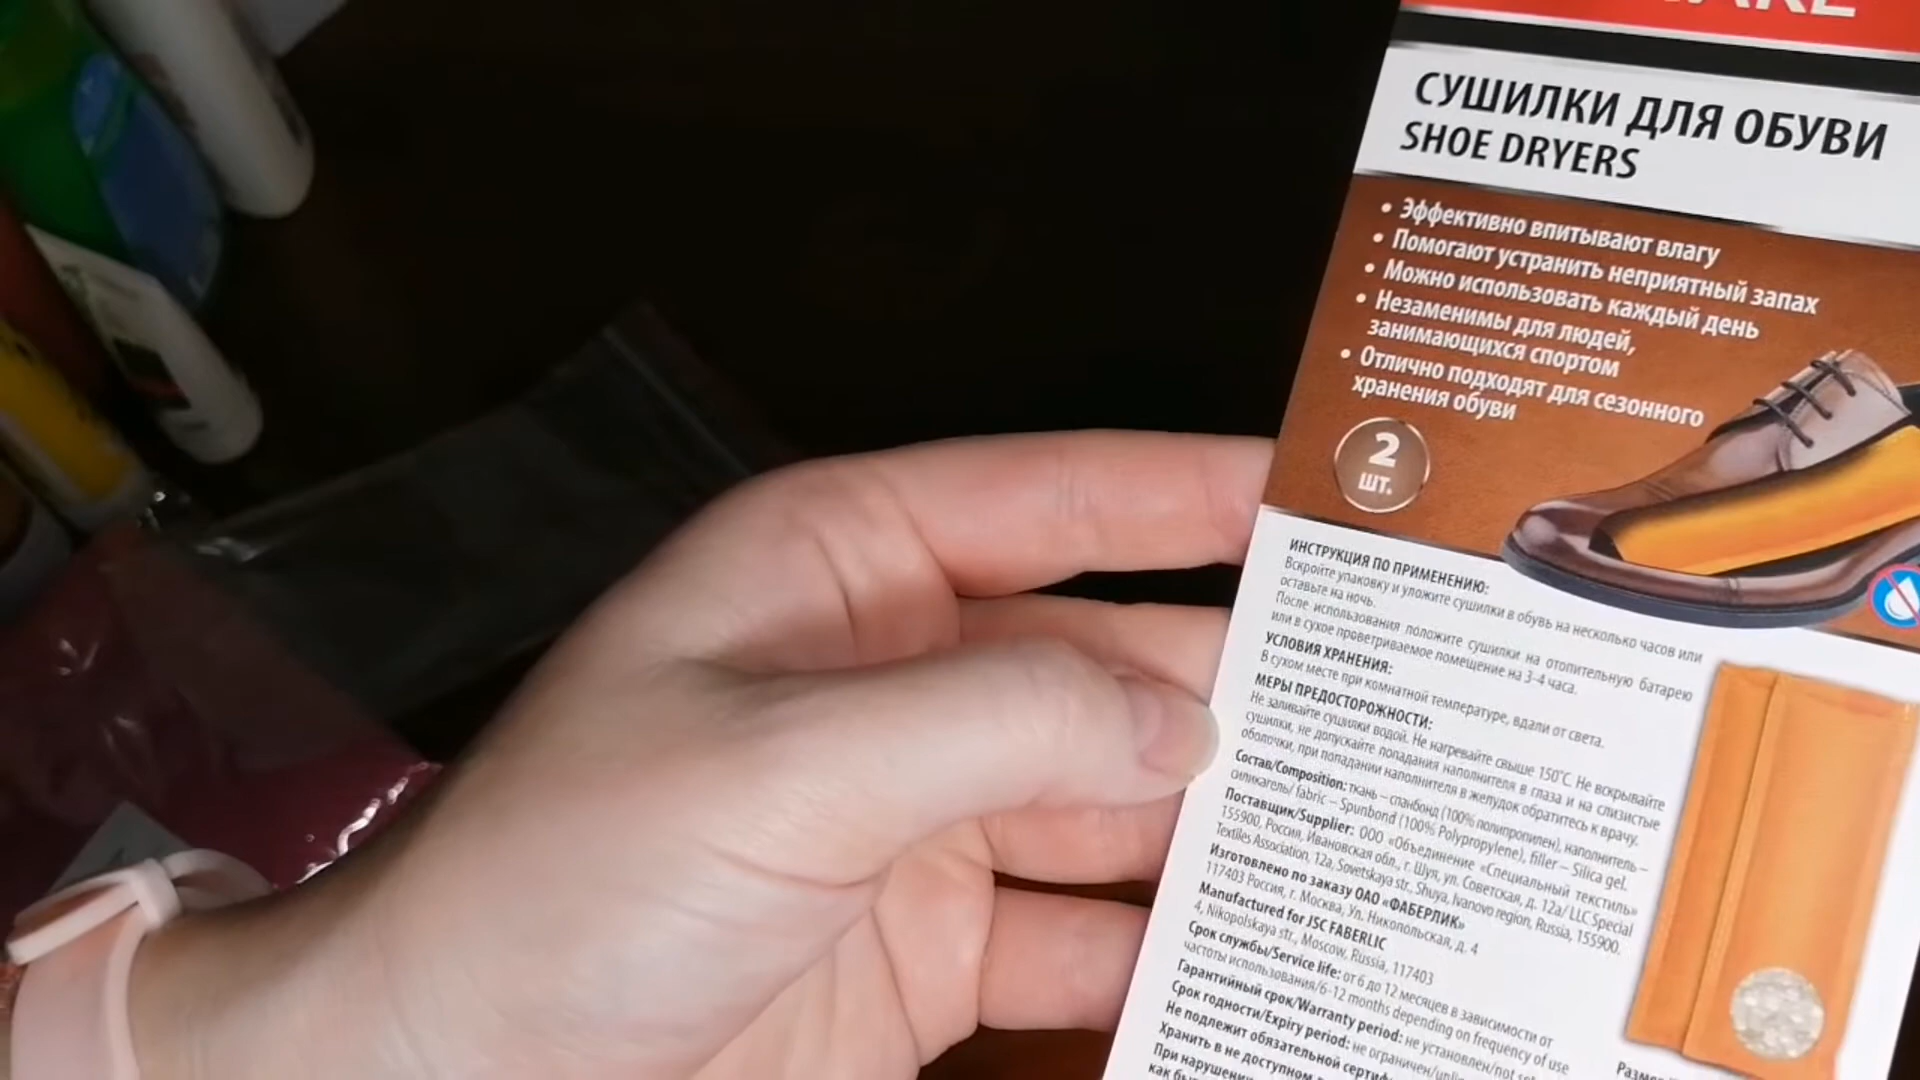 СУШИЛКИ ДЛЯ ОБУВИ
SHOE DRYERS
• Эффективно впитывают влагу
• Помогают устранить неприятный запах
• Можно использовать каждый день
• Незаменимы для людей,
занимающихся спортом
• Отлично подходят для сезонного
хранения обуви
2
ШТ.
ИНСТРУКЦИЯ ПО ПРИМЕНЕНИЮ:
Вскройте упаковку и уложите сушилки в обувь на несколько часов или
оставьте на ночь.
После использования положите сушилки на отопительную батарею
или в сухое проветриваемое помещение на 3-4 часа.
УСЛОВИЯ ХРАНЕНИЯ:
В сухом месте при комнатной температуре, вдали от света.
МЕРЫ ПРЕДОСТОРОЖНОСТИ:
Не заливайте сушилки водой. Не нагревайте свыше 150°С. Не вскрывайте
сушилки, не допускайте попадания наполнителя в глаза и на слизистые
оболочки, при попадании наполнителя в желудок обратитесь к врачу.
Состав/Composition: ткань – спанбонд (100% полипропилен), наполнитель –
силикагель/ fabric – Spunbond (100% Polypropylene), filler – Silica gel.
Поставщик/Supplier: ООО «Объединение «Специальный текстиль»
155900, Россия, Ивановская обл., г. Шуя, ул. Советская, д. 12а/ LLC Special
Textiles Association, 12a, Sovetskaya str., Shuya, Ivanovo region, Russia, 155900.
Изготовлено по заказу ОАО «ФАБЕРЛИК»
117403 Россия, г. Москва, Ул. Никопольская, д. 4
Manufactured for JSC FABERLIC
4, Nikopolskaya str., Moscow, Russia, 117403
Срок службы/Service life: от 6 до 12 месяцев в зависимости от
частоты использования/6-12 months depending on frequency of use
Гарантийный срок/Warranty period: не установлен/not
Срок годности/Expiry period: не ограничен/
Не подлежит обязательной
Хранить в не доступном
При
как